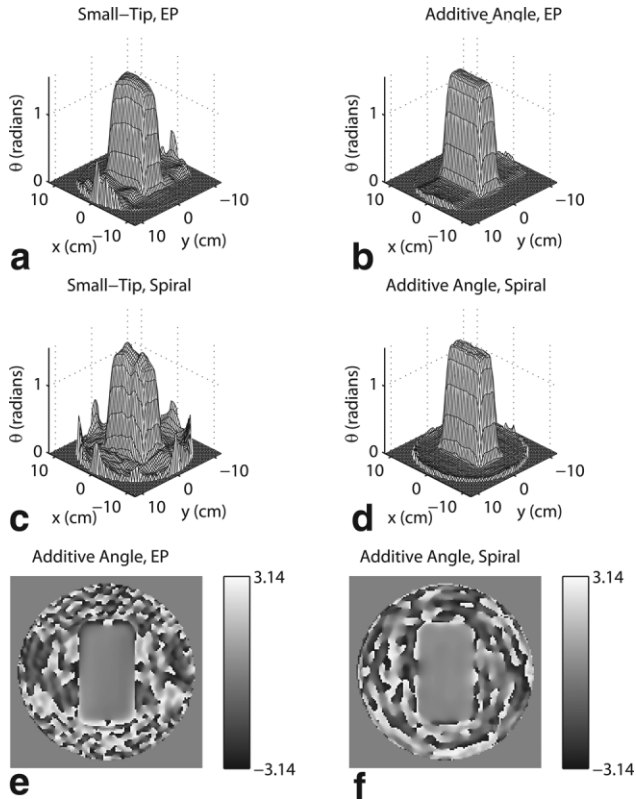 Small−Tip, EP
θ (radians)
1
0
10
0
−10
x (cm)
10
0
−10
y (cm)
a
Additive Angle, EP
θ (radians)
1
0
10
0
−10
x (cm)
10
0
−10
y (cm)
b
Small−Tip, Spiral
θ (radians)
1
0
10
0
−10
x (cm)
10
0
−10
y (cm)
c
Additive Angle, Spiral
θ (radians)
1
0
10
0
−10
x (cm)
10
0
−10
y (cm)
d
Additive Angle, EP
3.14
−3.14
e
Additive Angle, Spiral
3.14
−3.14
f